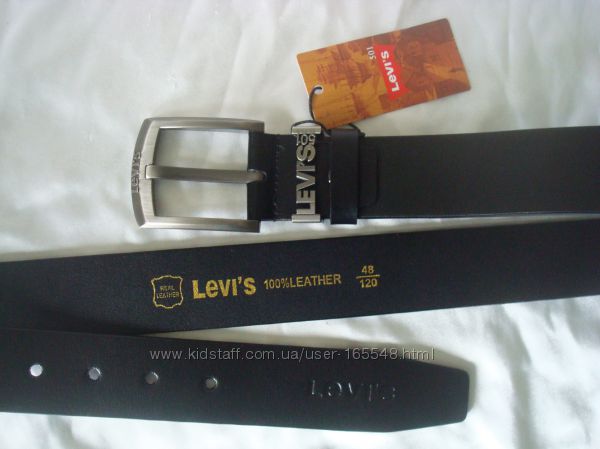 Levi's
501
Levi's
501
LEVI'S
REAL
LEATHER
Levi's 100%LEATHER 48
120
© www.kidstaff.com.ua/user-165548.html
LEVI'S